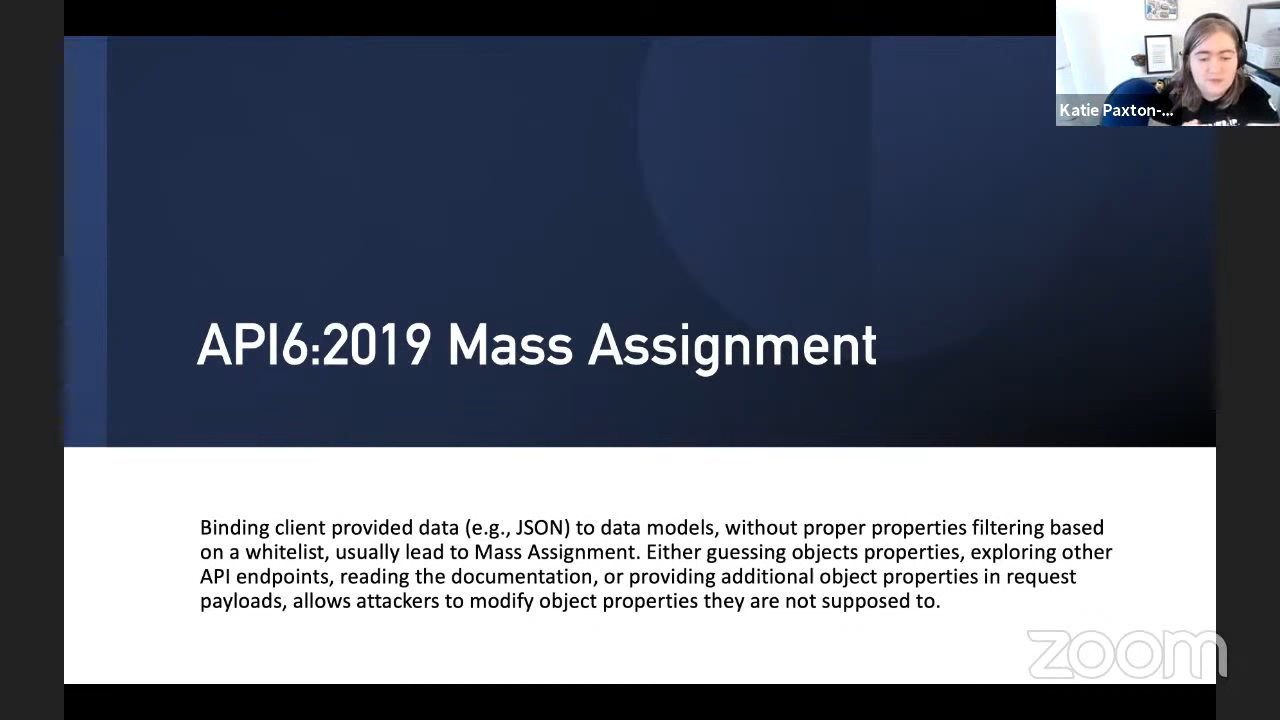 Katie Paxton-...
API6:2019 Mass Assignment
Binding client provided data (e.g., JSON) to data models, without proper properties filtering based
on a whitelist, usually lead to Mass Assignment. Either guessing objects properties, exploring other
API endpoints, reading the documentation, or providing additional object properties in request
payloads, allows attackers to modify object properties they are not supposed to.
zoom